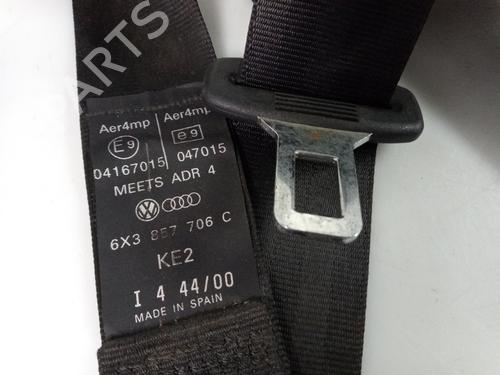 PARTS
Aer4mp Aer4mp
E9 e9
04167015 047015
MEETS ADR 4
6X3 857 706 C
KE2
I 4 44/00
MADE IN SPAIN